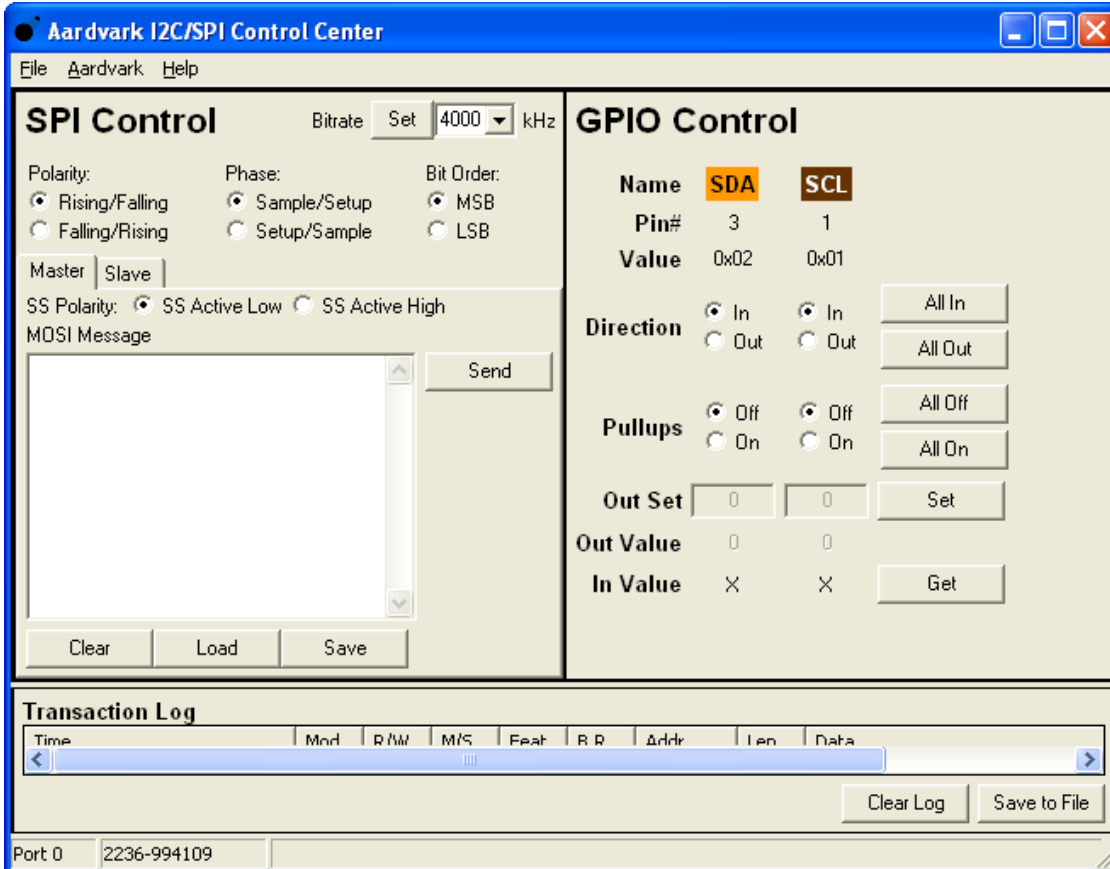 Aardvark I2C/SPI Control Center
File Aardvark Help
SPI Control
Bitrate Set 4000 kHz
Polarity: Phase: Bit Order:
Rising/Falling Sample/Setup MSB
Falling/Rising Setup/Sample LSB
Master Slave
SS Polarity: SS Active Low SS Active High
MOSI Message
Send
Clear Load Save
GPIO Control
Name SDA SCL
Pin# 3 1
Value 0x02 0x01
Direction In In All In
Out Out All Out
Pullups Off Off All Off
On On All On
Out Set 0 0 Set
Out Value 0 0
In Value X X Get
Transaction Log
Time Mod R/W M/S Feat B.R. Addr Len Data
Clear Log Save to File
Port 0 2236-994109